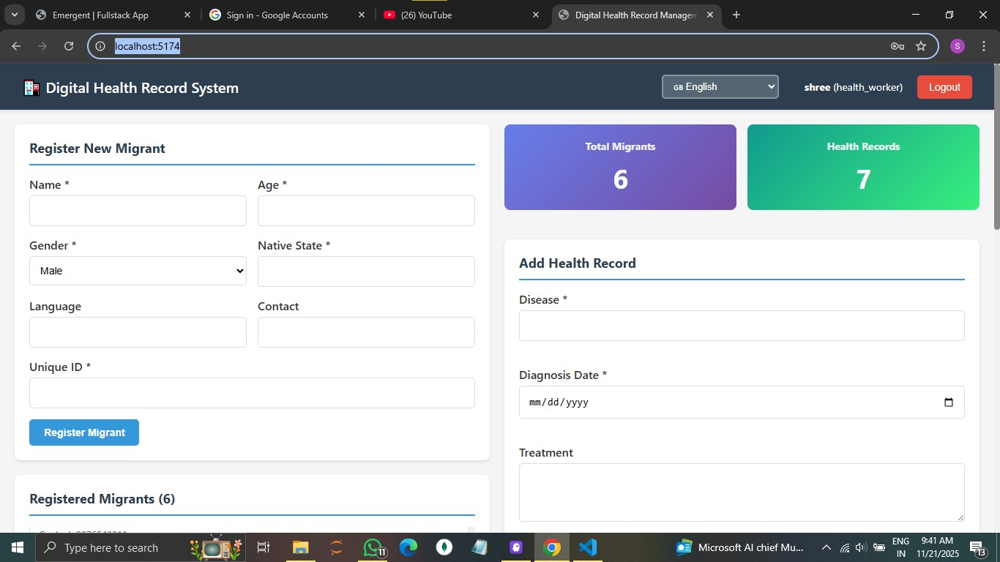 Emergent | Fullstack App
Sign in - Google Accounts
(26) YouTube
Digital Health Record Managem
localhost:5174
S
Digital Health Record System
GB English
shree (health_worker)
Logout
Register New Migrant
Name *
Age *
Gender *
Male
Native State *
Language
Contact
Unique ID *
Register Migrant
Registered Migrants (6)
Total Migrants
6
Health Records
7
Add Health Record
Disease *
Diagnosis Date *
mm/dd/yyyy
Treatment
Type here to search
11
Microsoft AI chief Mu...
ENG
IN
9:41 AM
11/21/2025
13